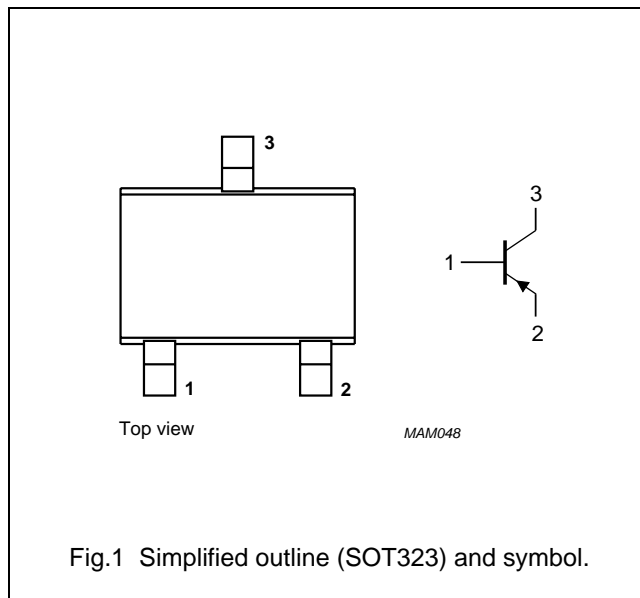 3
3
1
2
1
2
Top view
MAM048
Fig.1 Simplified outline (SOT323) and symbol.